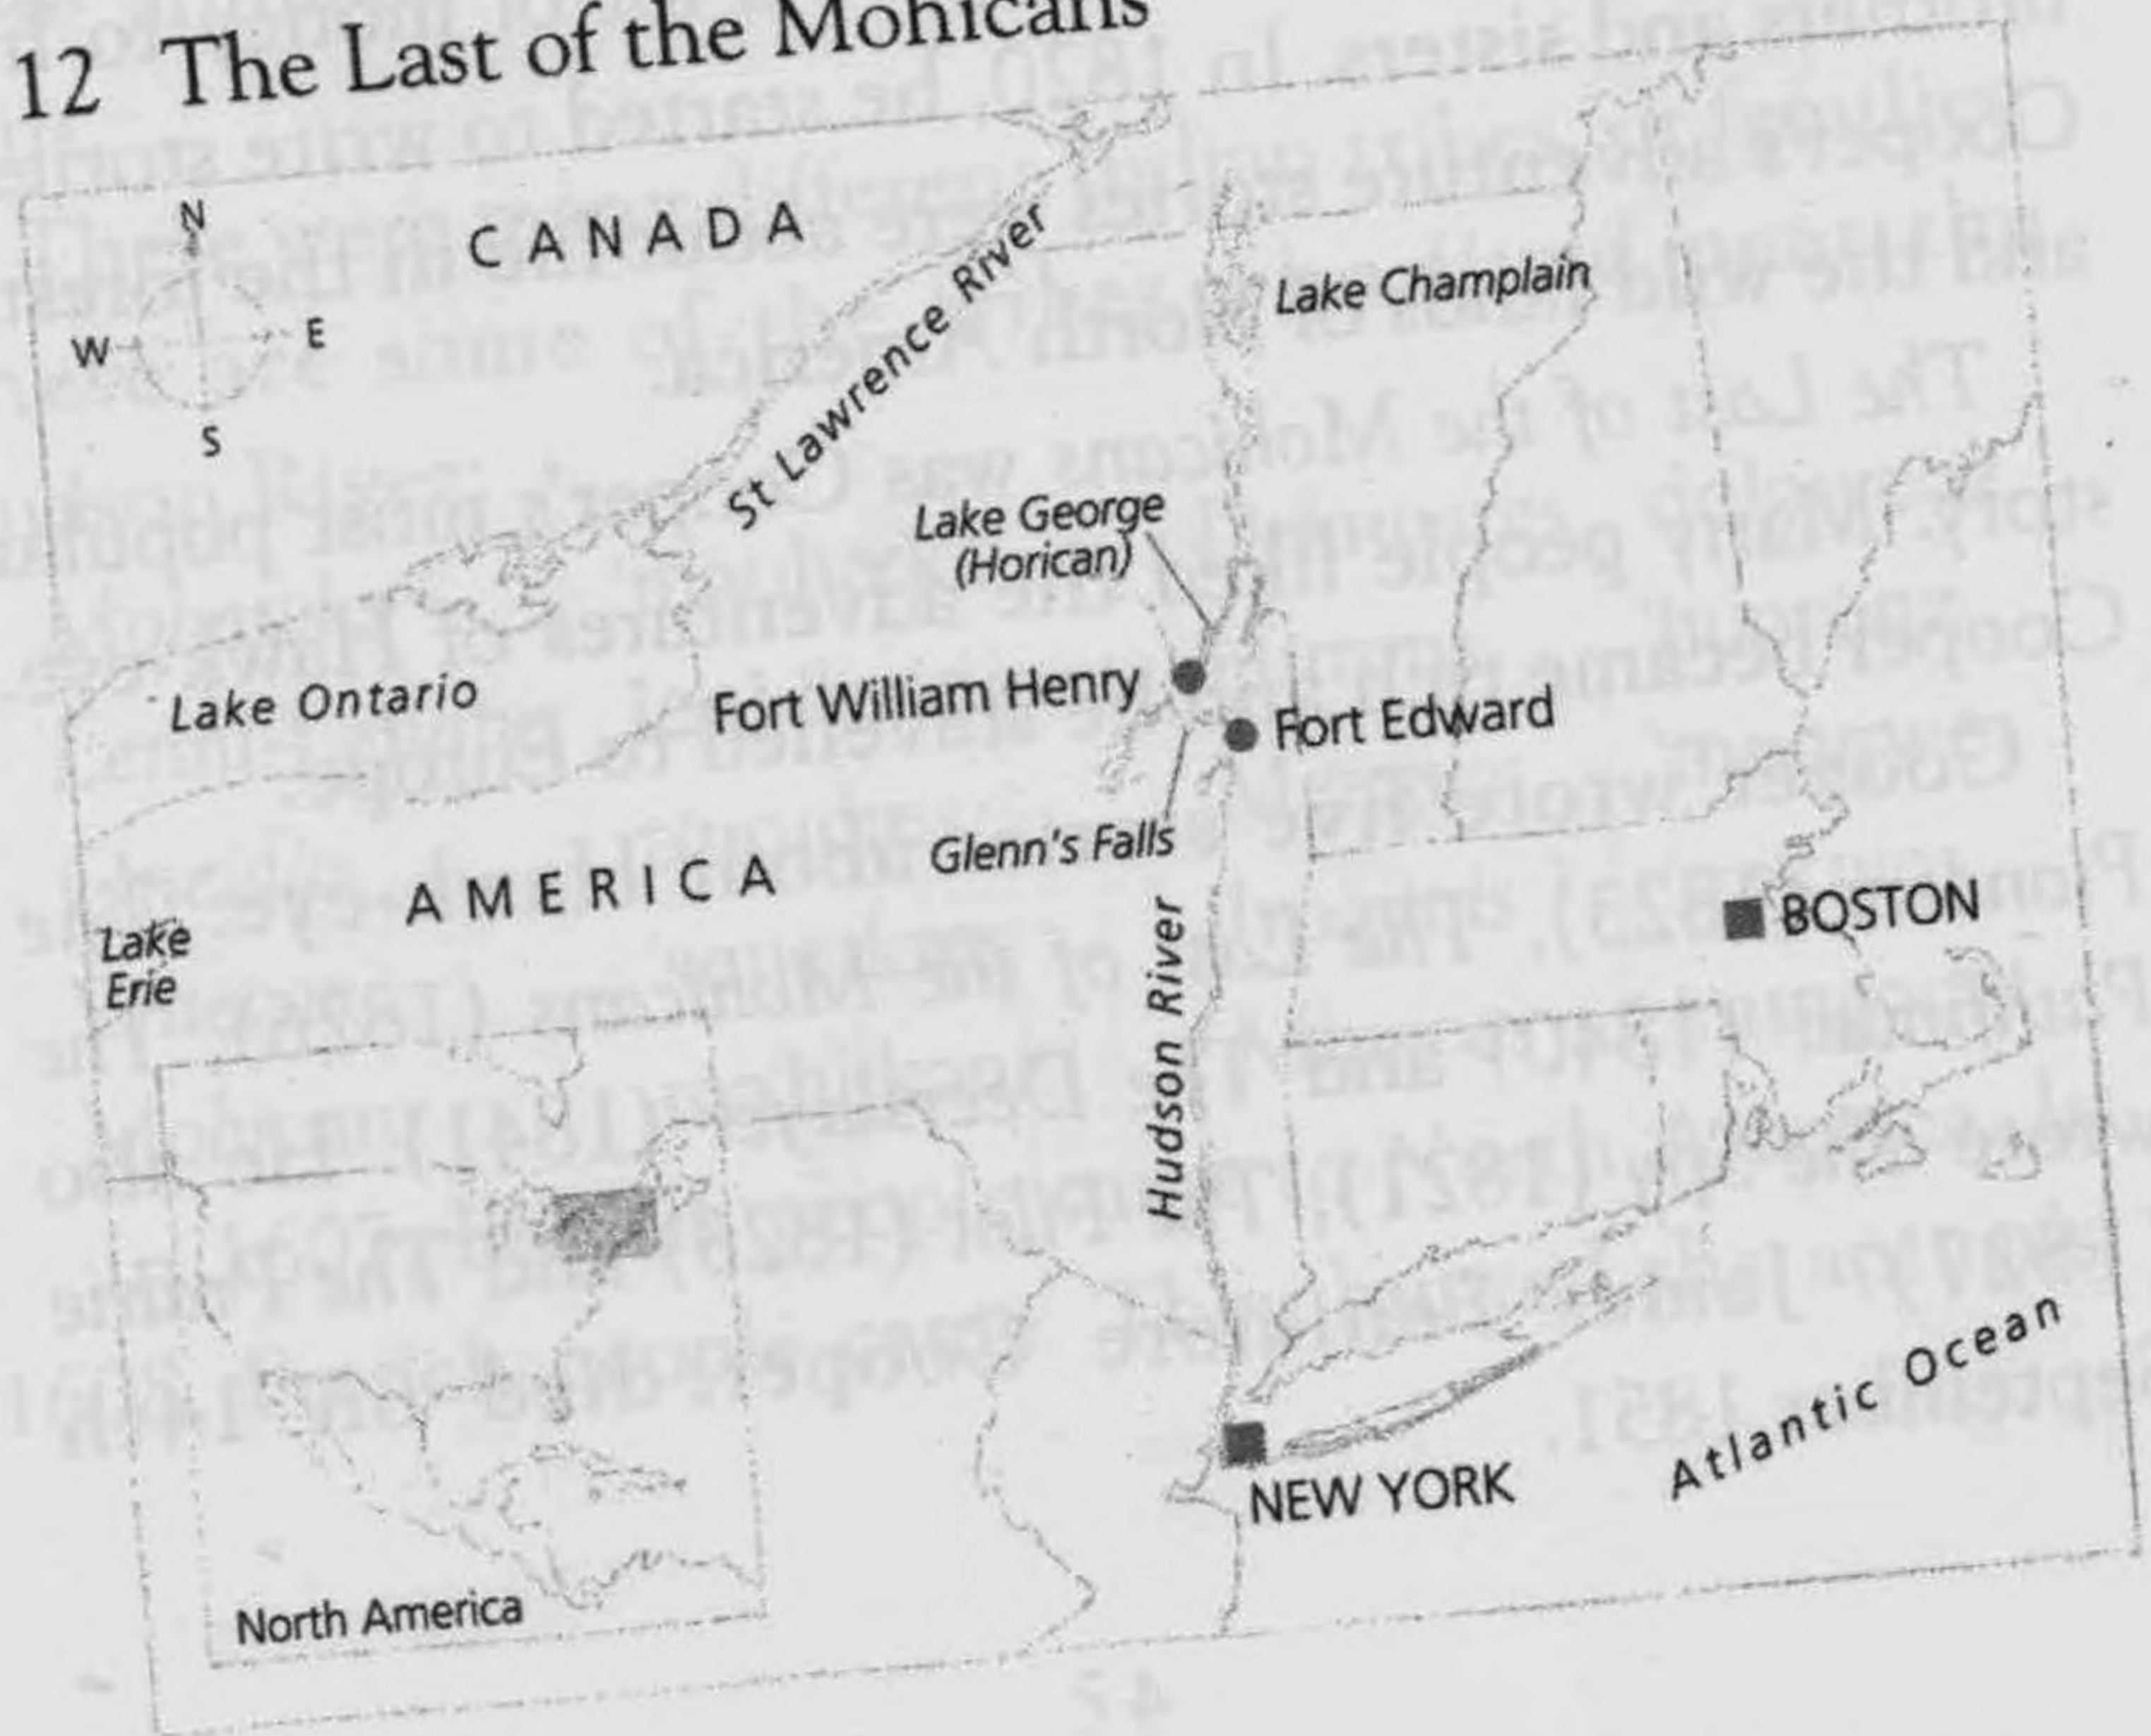 12 The Last of the Mohicans
N
CANADA
W
E
S
St Lawrence River
Lake Champlain
Lake George
(Horican)
Lake Ontario
Fort William Henry
Fort Edward
Glenn's Falls
AMERICA
Lake
Erie
BOSTON
Hudson River
Atlantic Ocean
NEW YORK
North America